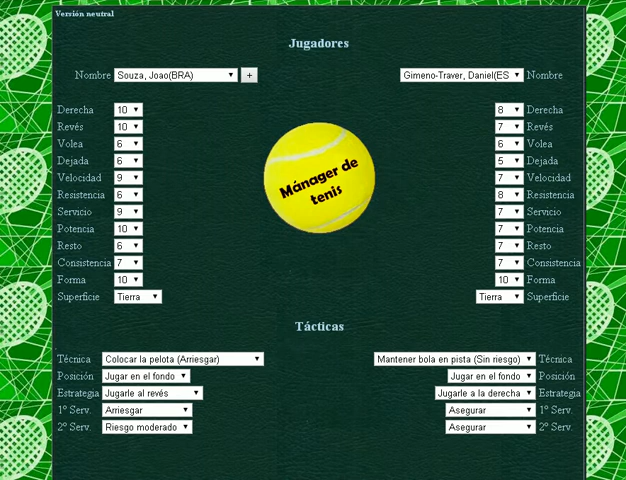 Versión neutral
Jugadores
Nombre Souza, Joao(BRA) + Gimeno-Traver, Daniel(ES Nombre
Derecha 10 8 Derecha
Revés 10 7 Revés
Volea 6 6 Volea
Dejada 6 5 Dejada
Velocidad 9 7 Velocidad
Resistencia 6 8 Resistencia
Servicio 9 7 Servicio
Potencia 10 7 Potencia
Resto 6 7 Resto
Consistencia 7 7 Consistencia
Forma 10 10 Forma
Superficie Tierra Tierra Superficie
Mánager de
tenis
Tácticas
Técnica Colocar la pelota (Arriesgar) Mantener bola en pista (Sin riesgo) Técnica
Posición Jugar en el fondo Jugar en el fondo Posición
Estrategia Jugarle al revés Jugarle a la derecha Estrategia
1º Serv. Arriesgar Asegurar 1º Serv.
2º Serv. Riesgo moderado Asegurar 2º Serv.